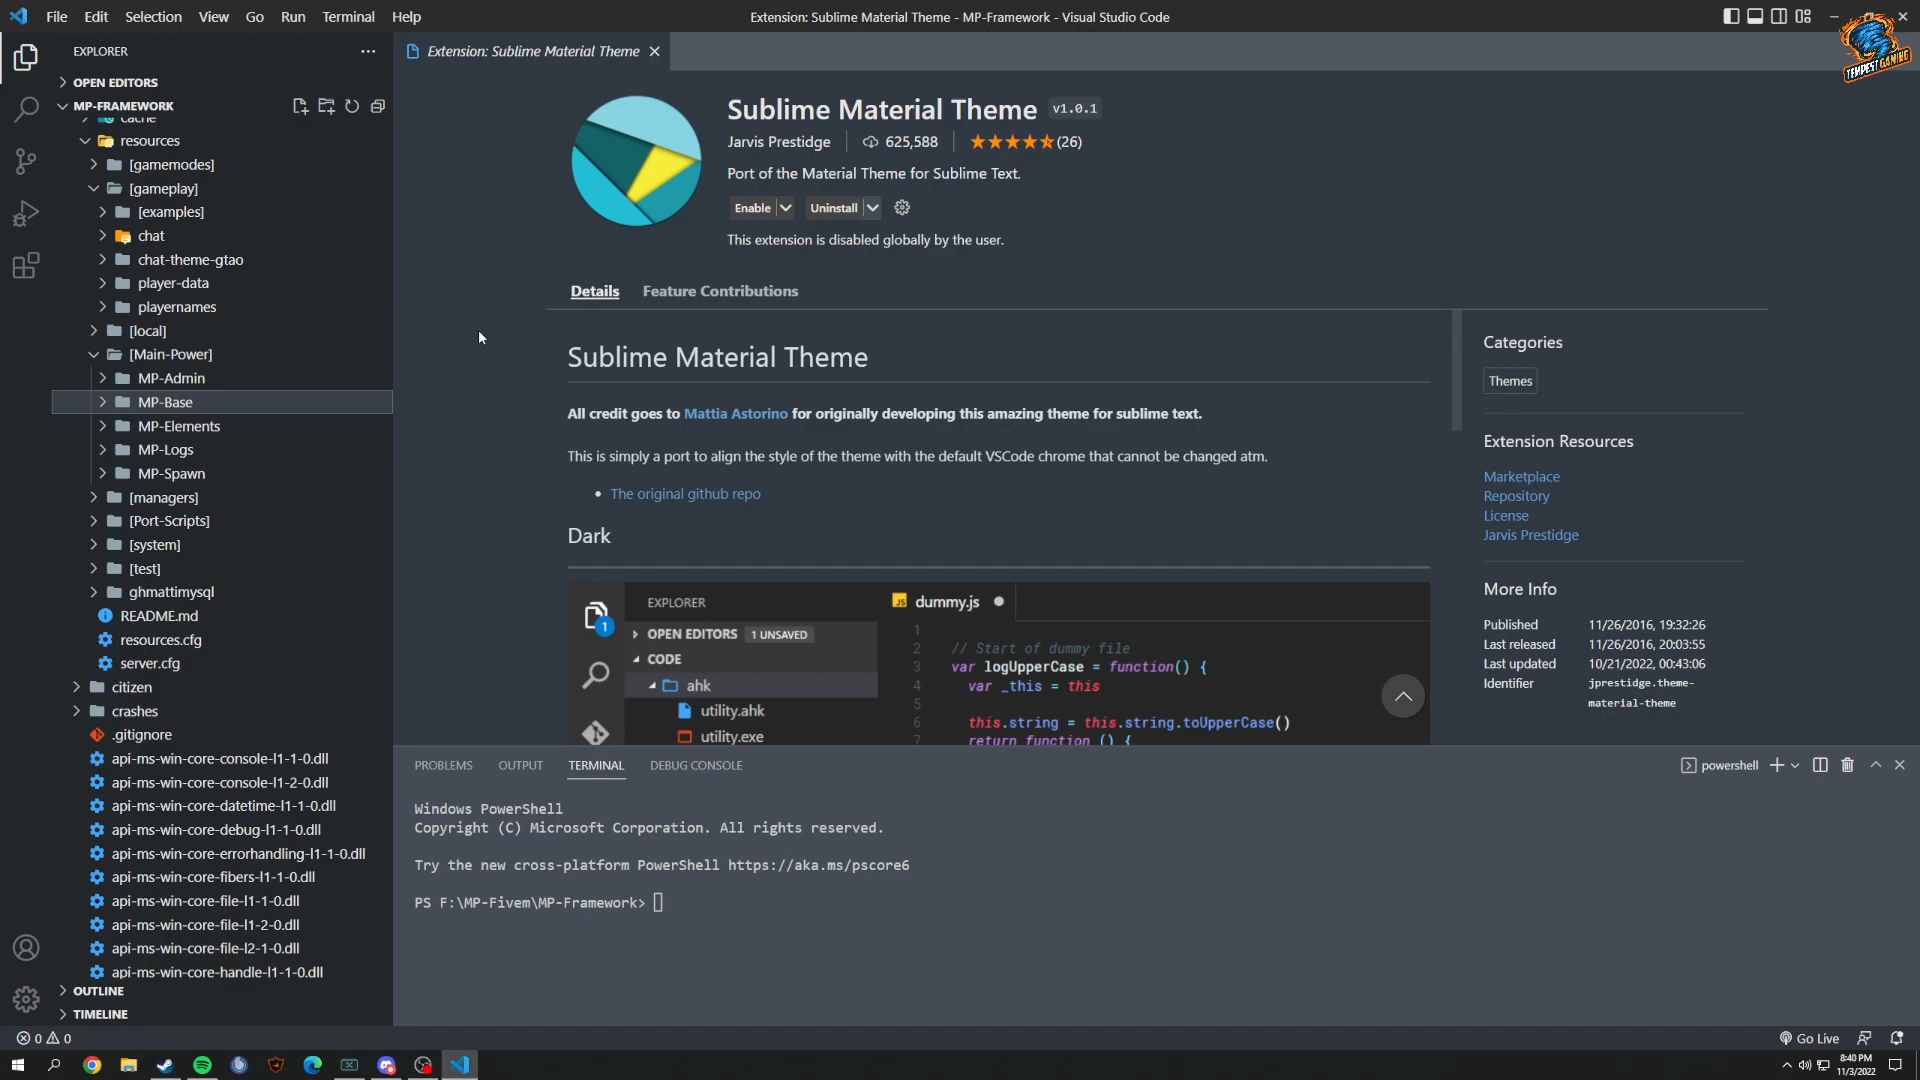 File Edit Selection View Go Run Terminal Help
Extension: Sublime Material Theme - MP-Framework - Visual Studio Code
TEMPEST GAMING
EXPLORER
OPEN EDITORS
MP-FRAMEWORK
cache
resources
[gamemodes]
[gameplay]
[examples]
chat
chat-theme-gtao
player-data
playernames
[local]
[Main-Power]
MP-Admin
MP-Base
MP-Elements
MP-Logs
MP-Spawn
[managers]
[Port-Scripts]
[system]
[test]
ghmattimysql
README.md
resources.cfg
server.cfg
citizen
crashes
.gitignore
api-ms-win-core-console-l1-1-0.dll
api-ms-win-core-console-l1-2-0.dll
api-ms-win-core-datetime-l1-1-0.dll
api-ms-win-core-debug-l1-1-0.dll
api-ms-win-core-errorhandling-l1-1-0.dll
api-ms-win-core-fibers-l1-1-0.dll
api-ms-win-core-file-l1-1-0.dll
api-ms-win-core-file-l1-2-0.dll
api-ms-win-core-file-l2-1-0.dll
api-ms-win-core-handle-l1-1-0.dll
OUTLINE
TIMELINE
Extension: Sublime Material Theme
Sublime Material Theme v1.0.1
Jarvis Prestidge 625,588 (26)
Port of the Material Theme for Sublime Text.
Enable Uninstall
This extension is disabled globally by the user.
Details Feature Contributions
Sublime Material Theme
All credit goes to Mattia Astorino for originally developing this amazing theme for sublime text.
This is simply a port to align the style of the theme with the default VSCode chrome that cannot be changed atm.
• The original github repo
Dark
1
EXPLORER
OPEN EDITORS 1 UNSAVED
CODE
ahk
utility.ahk
utility.exe
JS dummy.js
1
2 // Start of dummy file
3 var logUpperCase = function() {
4 var _this = this
5
6 this.string = this.string.toUpperCase()
7 return function () {
Categories
Themes
Extension Resources
Marketplace
Repository
License
Jarvis Prestidge
More Info
Published 11/26/2016, 19:32:26
Last released 11/26/2016, 20:03:55
Last updated 10/21/2022, 00:43:06
Identifier jprestidge.theme-
material-theme
PROBLEMS OUTPUT TERMINAL DEBUG CONSOLE
powershell
Windows PowerShell
Copyright (C) Microsoft Corporation. All rights reserved.
Try the new cross-platform PowerShell https://aka.ms/pscore6
PS F:\MP-Fivem\MP-Framework>
0 0
Go Live
8:40 PM
11/3/2022